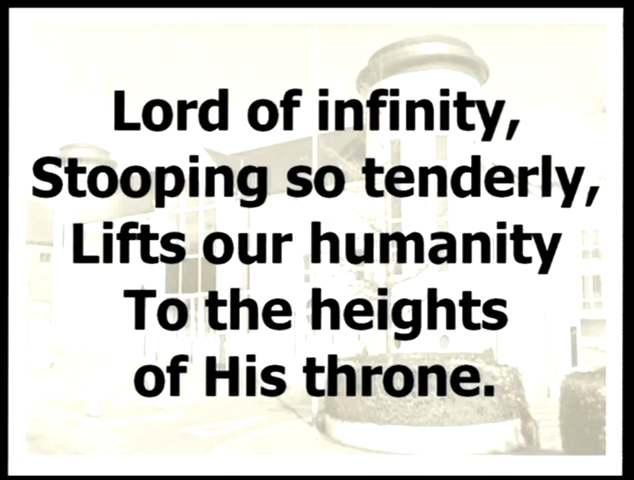 Lord of infinity,
Stooping so tenderly,
Lifts our humanity
To the heights
of His throne.